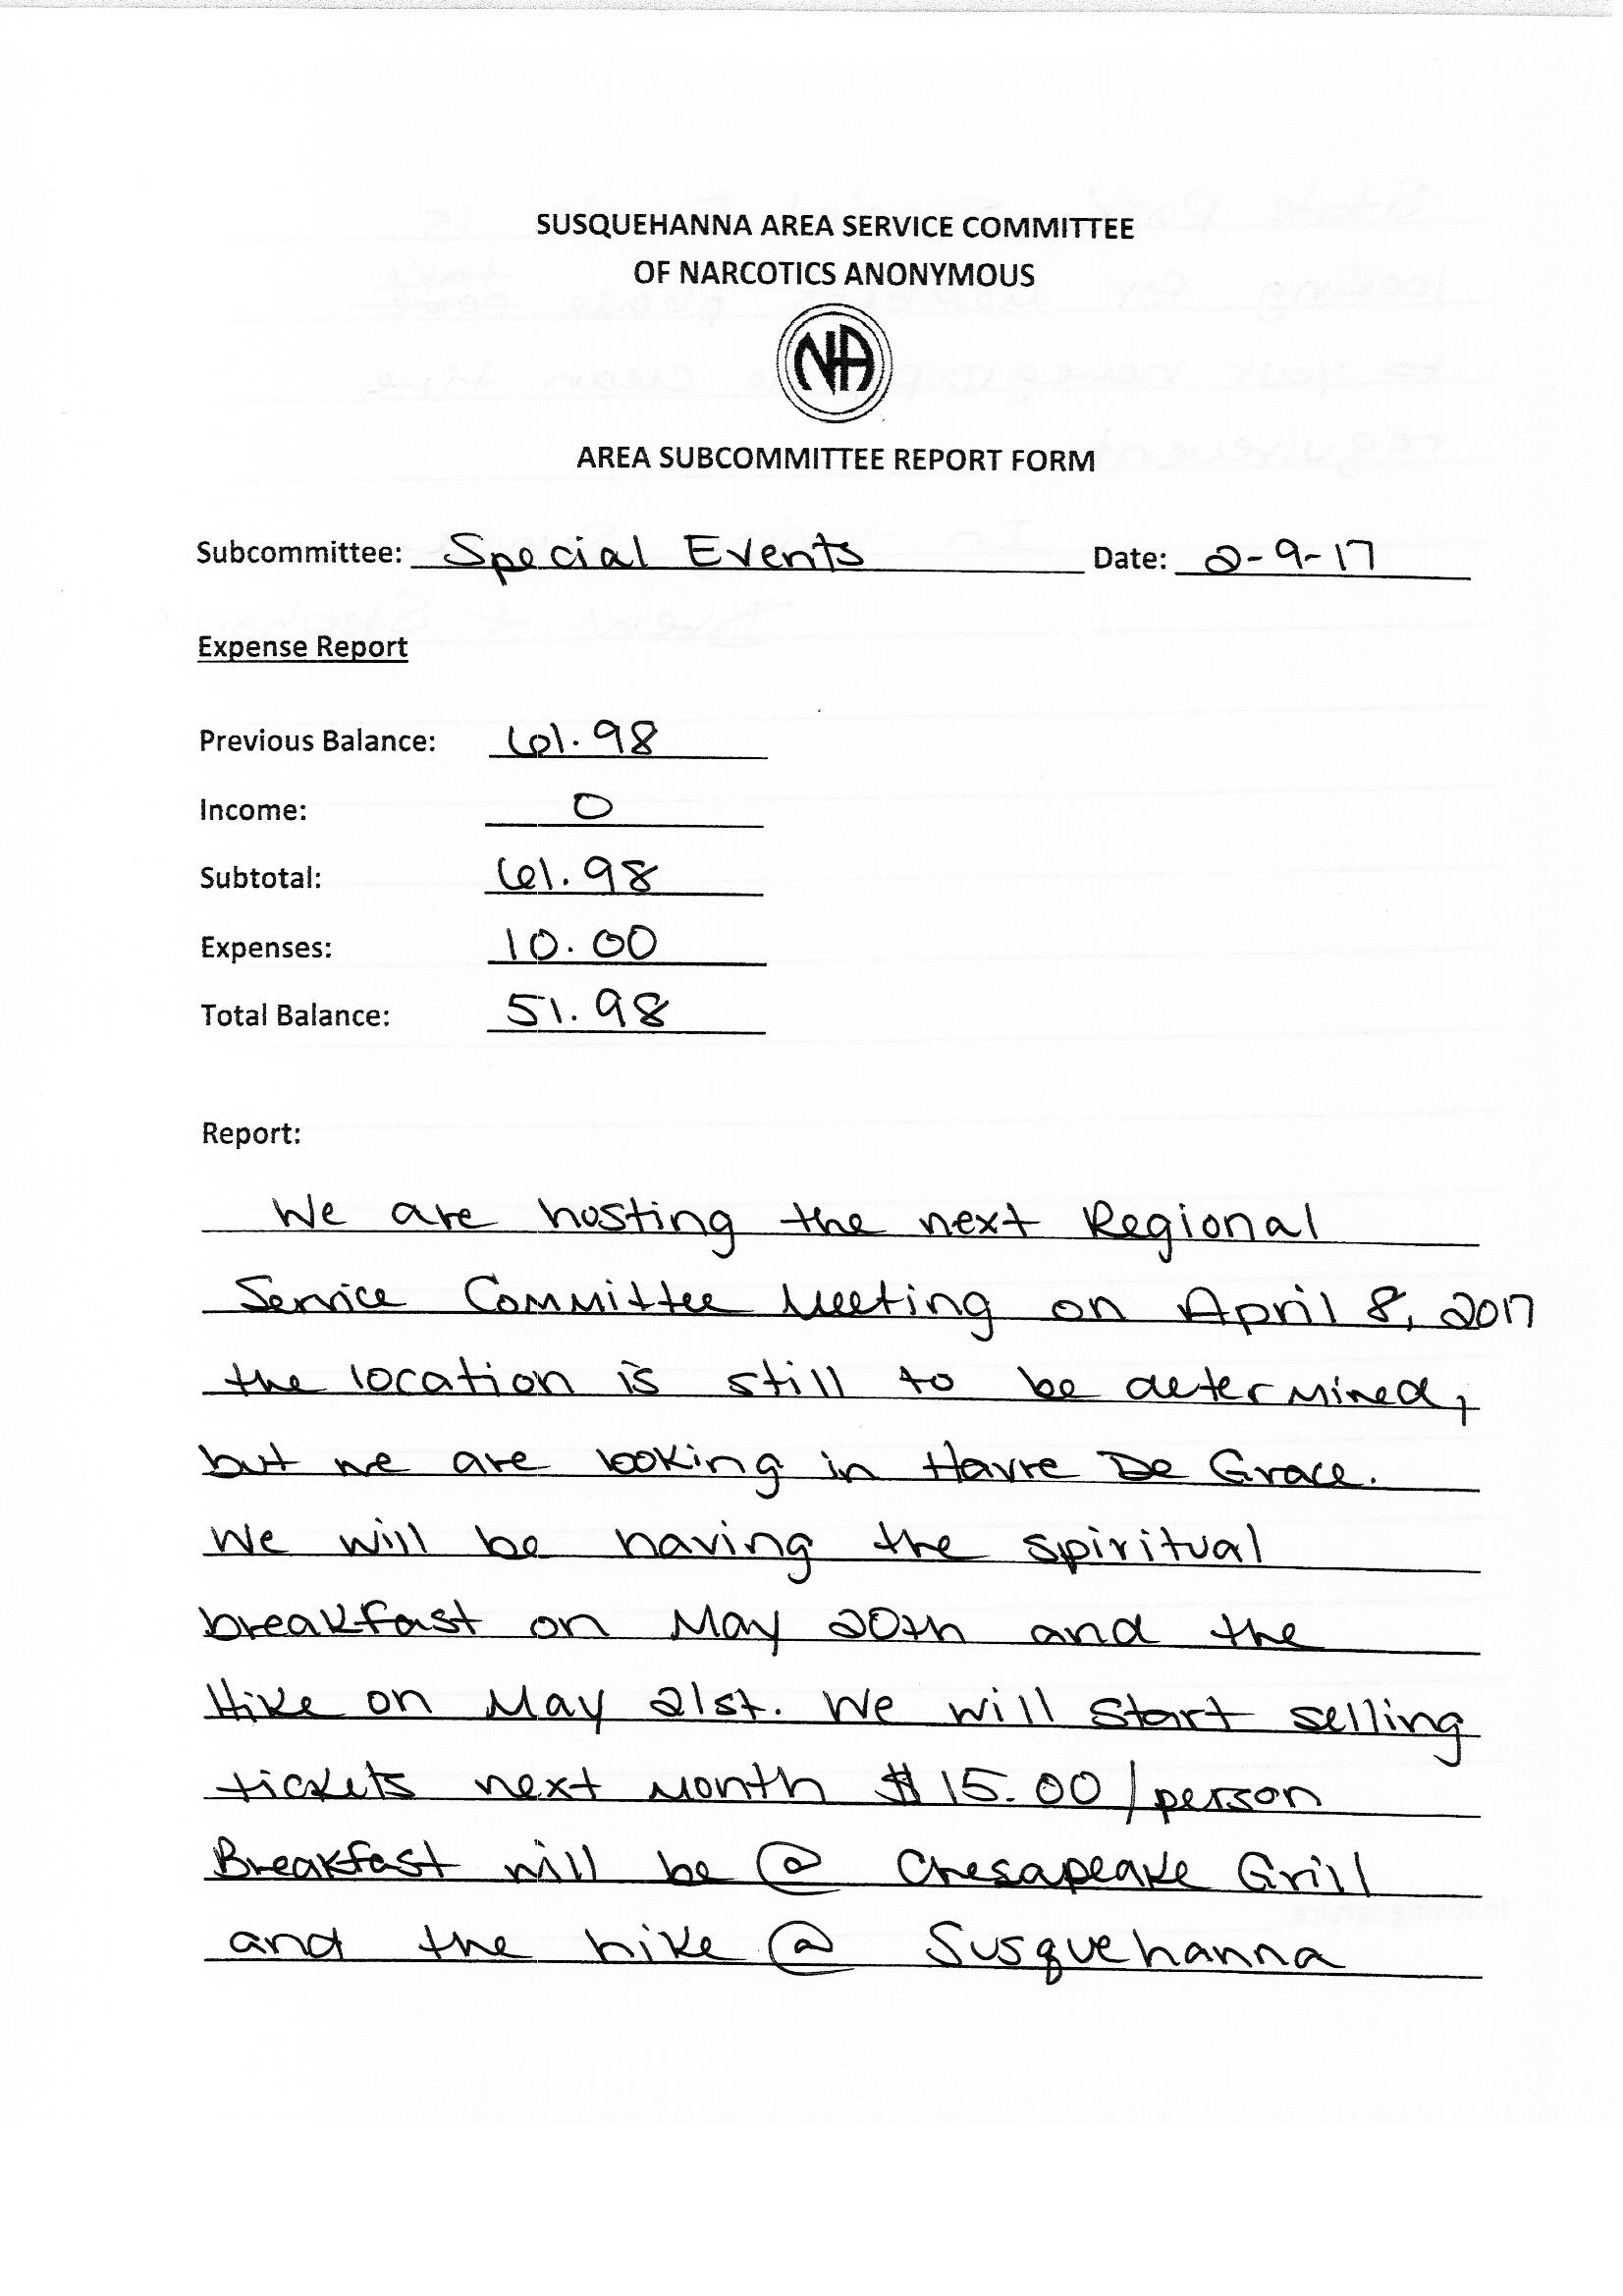 SUSQUEHANNA AREA SERVICE COMMITTEE
OF NARCOTICS ANONYMOUS
NA
AREA SUBCOMMITTEE REPORT FORM
Subcommittee: Special Events Date: 2-9-17
Expense Report
Previous Balance: 61.98
Income: 0
Subtotal: 61.98
Expenses: 10.00
Total Balance: 51.98
Report:
We are hosting the next Regional
Service Committee Meeting on April 8, 2017
the location is still to be determined,
but we are looking in Havre De Grace.
We will be having the spiritual
breakfast on May 20th and the
Hike on May 21st. We will start selling
tickets next month $15.00/person
Breakfast will be @ Chesapeake Grill
and the hike @ Susquehanna